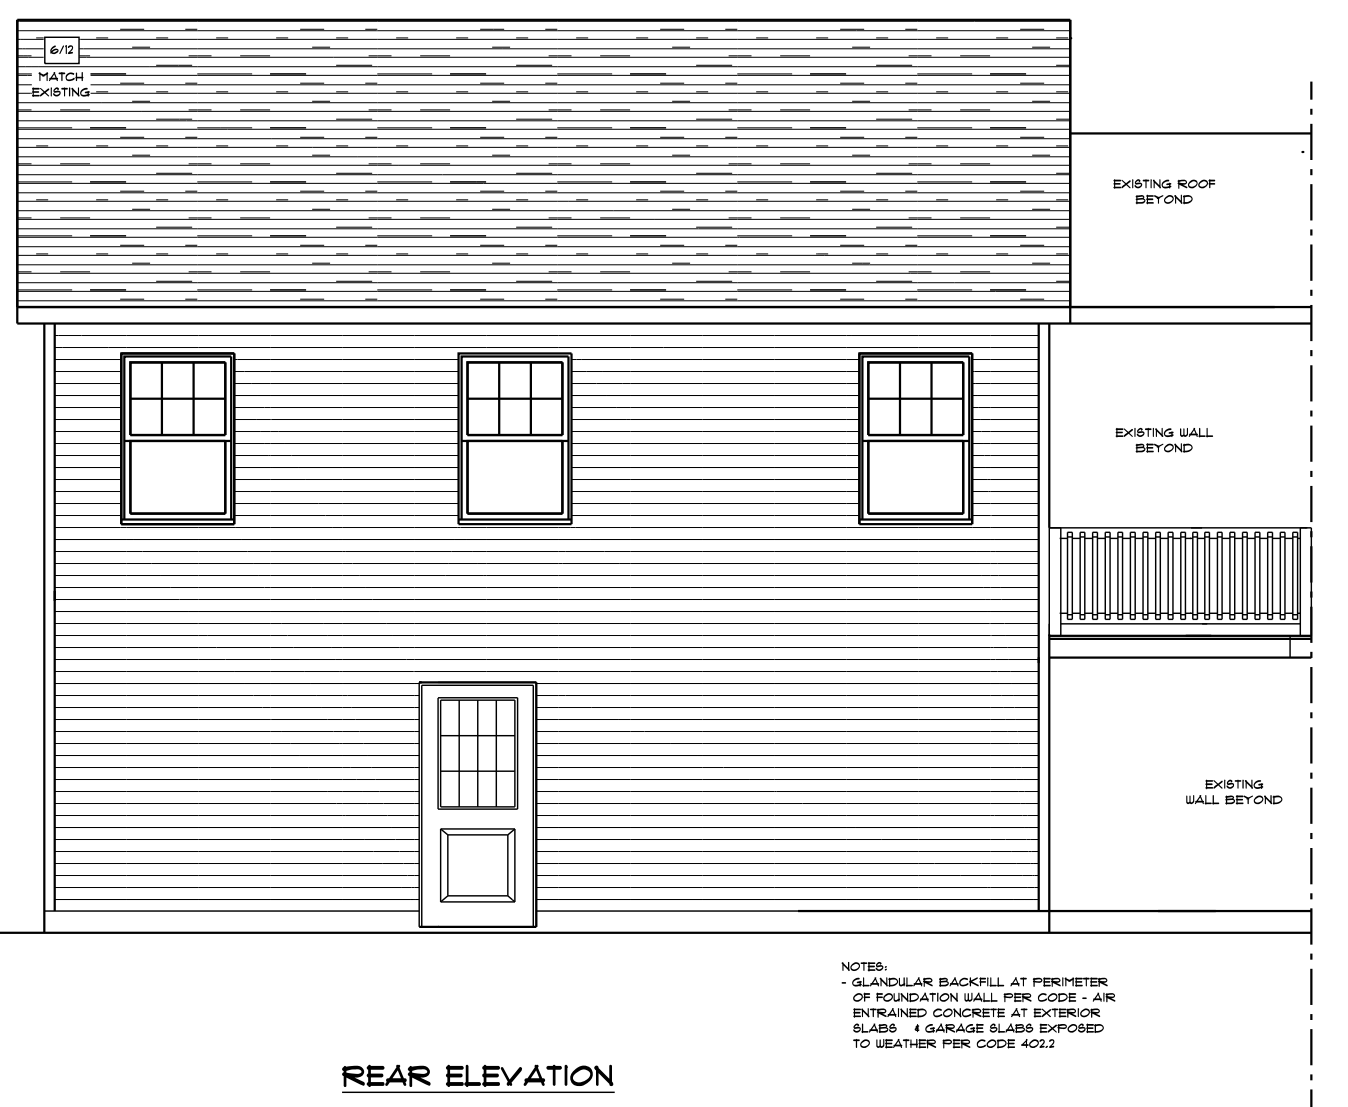 6/12
MATCH
EXISTING
EXISTING ROOF
BEYOND
EXISTING WALL
BEYOND
EXISTING
WALL BEYOND
NOTES:
- GLANDULAR BACKFILL AT PERIMETER
OF FOUNDATION WALL PER CODE - AIR
ENTRAINED CONCRETE AT EXTERIOR
SLABS & GARAGE SLABS EXPOSED
TO WEATHER PER CODE 402.2
REAR ELEVATION